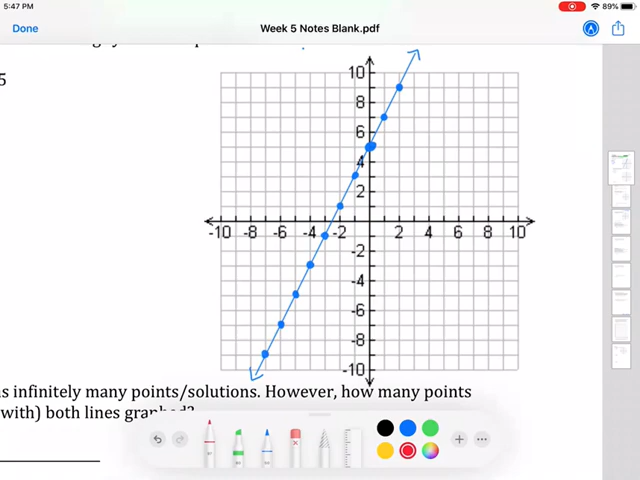 5:47 PM
89%
Done
Week 5 Notes Blank.pdf
5
10
8
6
4
2
-10 -8 -6 -4 -2 2 4 6 8 10
-2
-4
-6
-8
-10
as infinitely many points/solutions. However, how many points
with) both lines graphed?